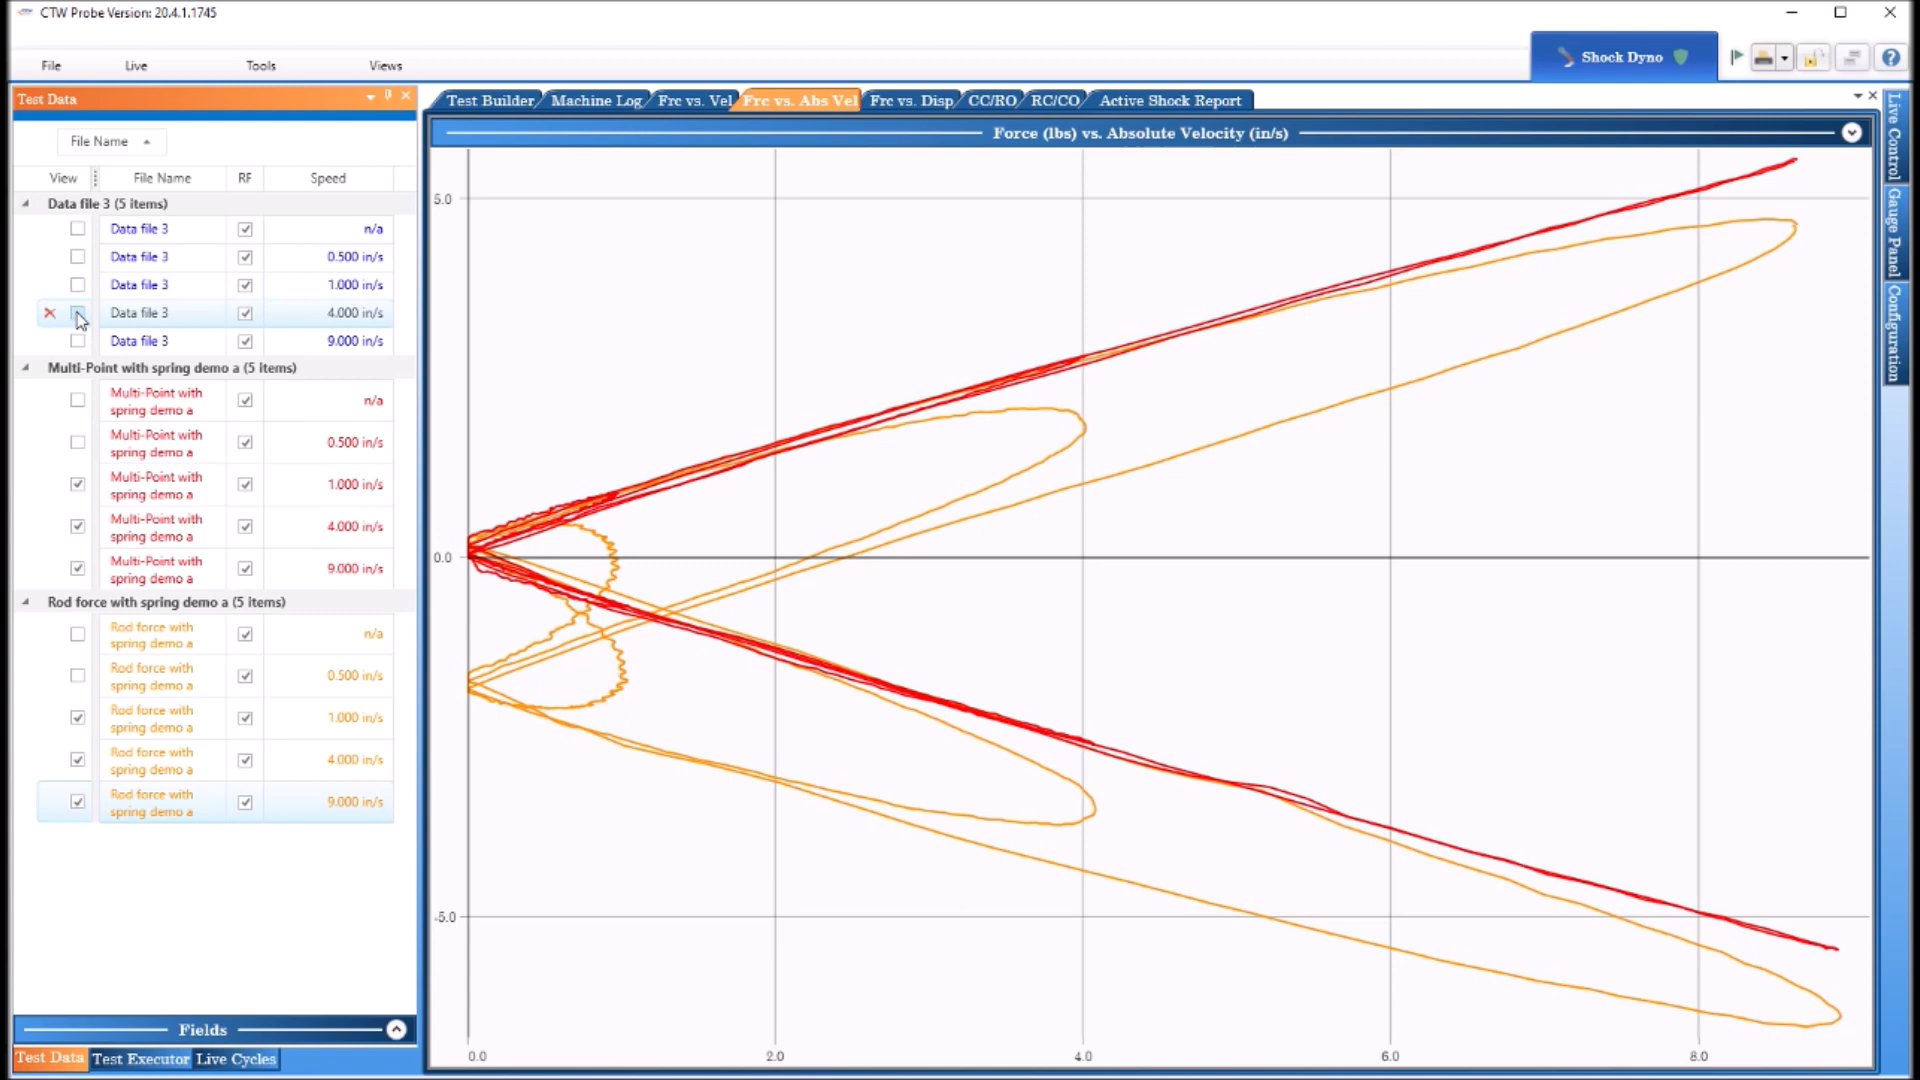 CTW Probe Version: 20.4.1.1745
File Live Tools Views
Shock Dyno
Test Data
File Name
View File Name RF Speed
Data file 3 (5 items)
Data file 3 n/a
Data file 3 0.500 in/s
Data file 3 1.000 in/s
Data file 3 4.000 in/s
Data file 3 9.000 in/s
Multi-Point with spring demo a (5 items)
Multi-Point with
spring demo a n/a
Multi-Point with
spring demo a 0.500 in/s
Multi-Point with
spring demo a 1.000 in/s
Multi-Point with
spring demo a 4.000 in/s
Multi-Point with
spring demo a 9.000 in/s
Rod force with spring demo a (5 items)
Rod force with
spring demo a n/a
Rod force with
spring demo a 0.500 in/s
Rod force with
spring demo a 1.000 in/s
Rod force with
spring demo a 4.000 in/s
Rod force with
spring demo a 9.000 in/s
Fields
Test Data Test Executor Live Cycles
Test Builder Machine Log Frc vs. Vel Frc vs. Abs Vel Frc vs. Disp CC/RO RC/CO Active Shock Report
Force (lbs) vs. Absolute Velocity (in/s)
5.0
0.0
-5.0
0.0 2.0 4.0 6.0 8.0
Live Control
Gauge Panel
Configuration